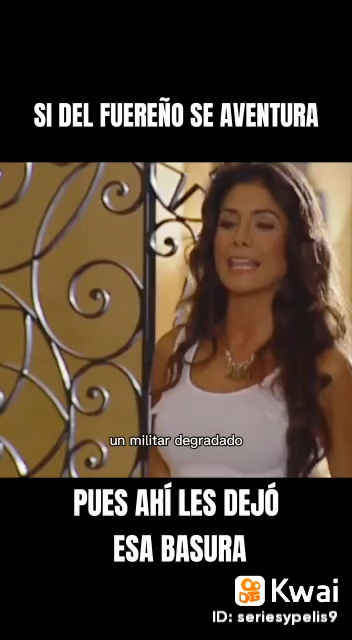 SI DEL FUEREÑO SE AVENTURA
un militar degradado
PUES AHÍ LES DEJÓ
ESA BASURA
Kwai
ID: seriesypelis9